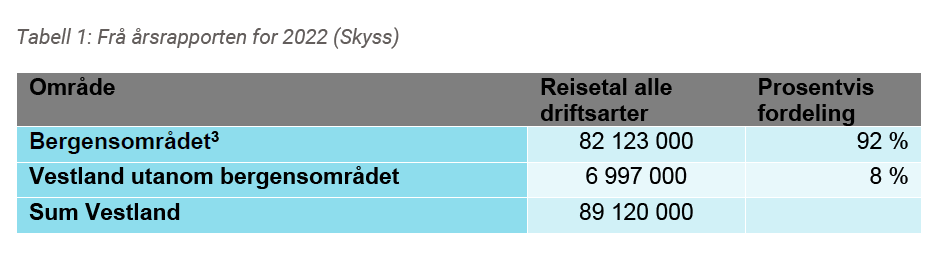 Tabell 1: Frå årsrapporten for 2022 (Skyss)
Område Reisetal alle driftsarter Prosentvis fordeling
Bergensområdet³ 82 123 000 92 %
Vestland utanom bergensområdet 6 997 000 8 %
Sum Vestland 89 120 000